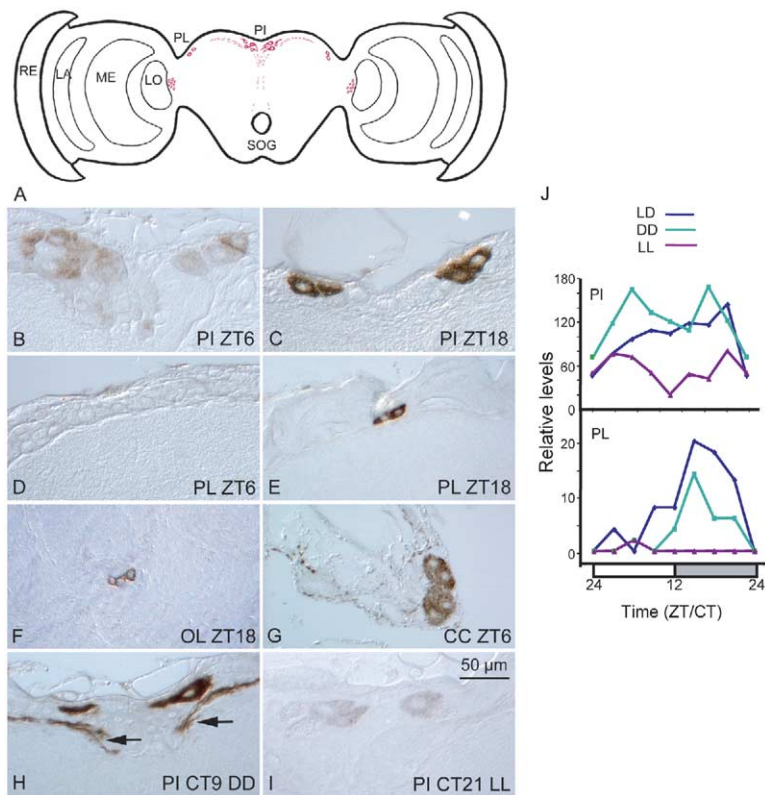 PL
PI
RE
LA
ME
LO
SOG
A
J
LD
DD
LL
B
PI ZT6
C
PI ZT18
D
PL ZT6
E
PL ZT18
F
OL ZT18
G
CC ZT6
50 µm
H
PI CT9 DD
I
PI CT21 LL
Relative levels
180
PI
120
60
0
PL
20
10
0
24
12
24
Time (ZT/CT)